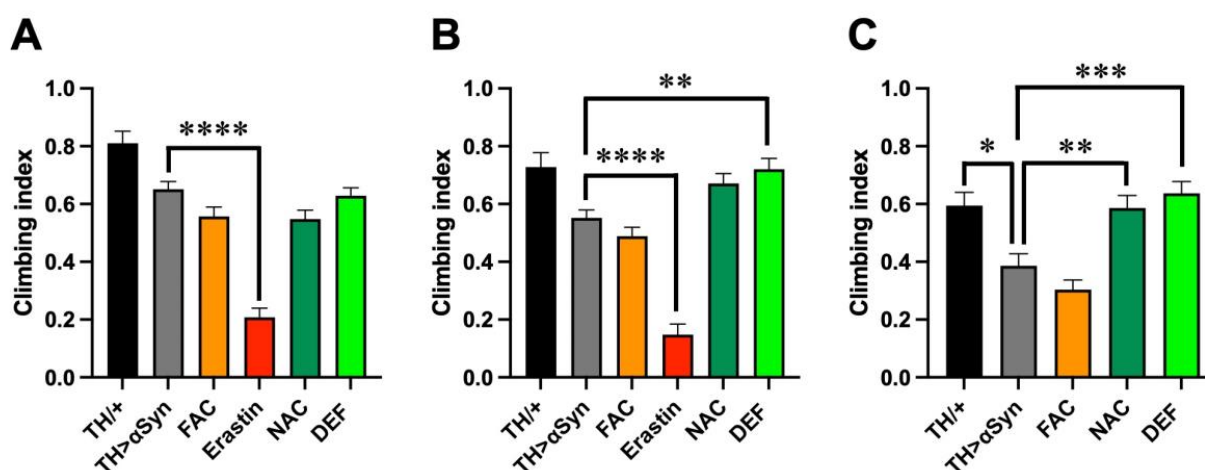 A
B
C
Climbing index
1.0
0.8
0.6
0.4
0.2
0.0
****
TH/+
TH>αSyn
FAC
Erastin
NAC
DEF
Climbing index
1.0
0.8
0.6
0.4
0.2
0.0
**
****
TH/+
TH>αSyn
FAC
Erastin
NAC
DEF
Climbing index
1.0
0.8
0.6
0.4
0.2
0.0
***
*
**
TH/+
TH>αSyn
FAC
NAC
DEF